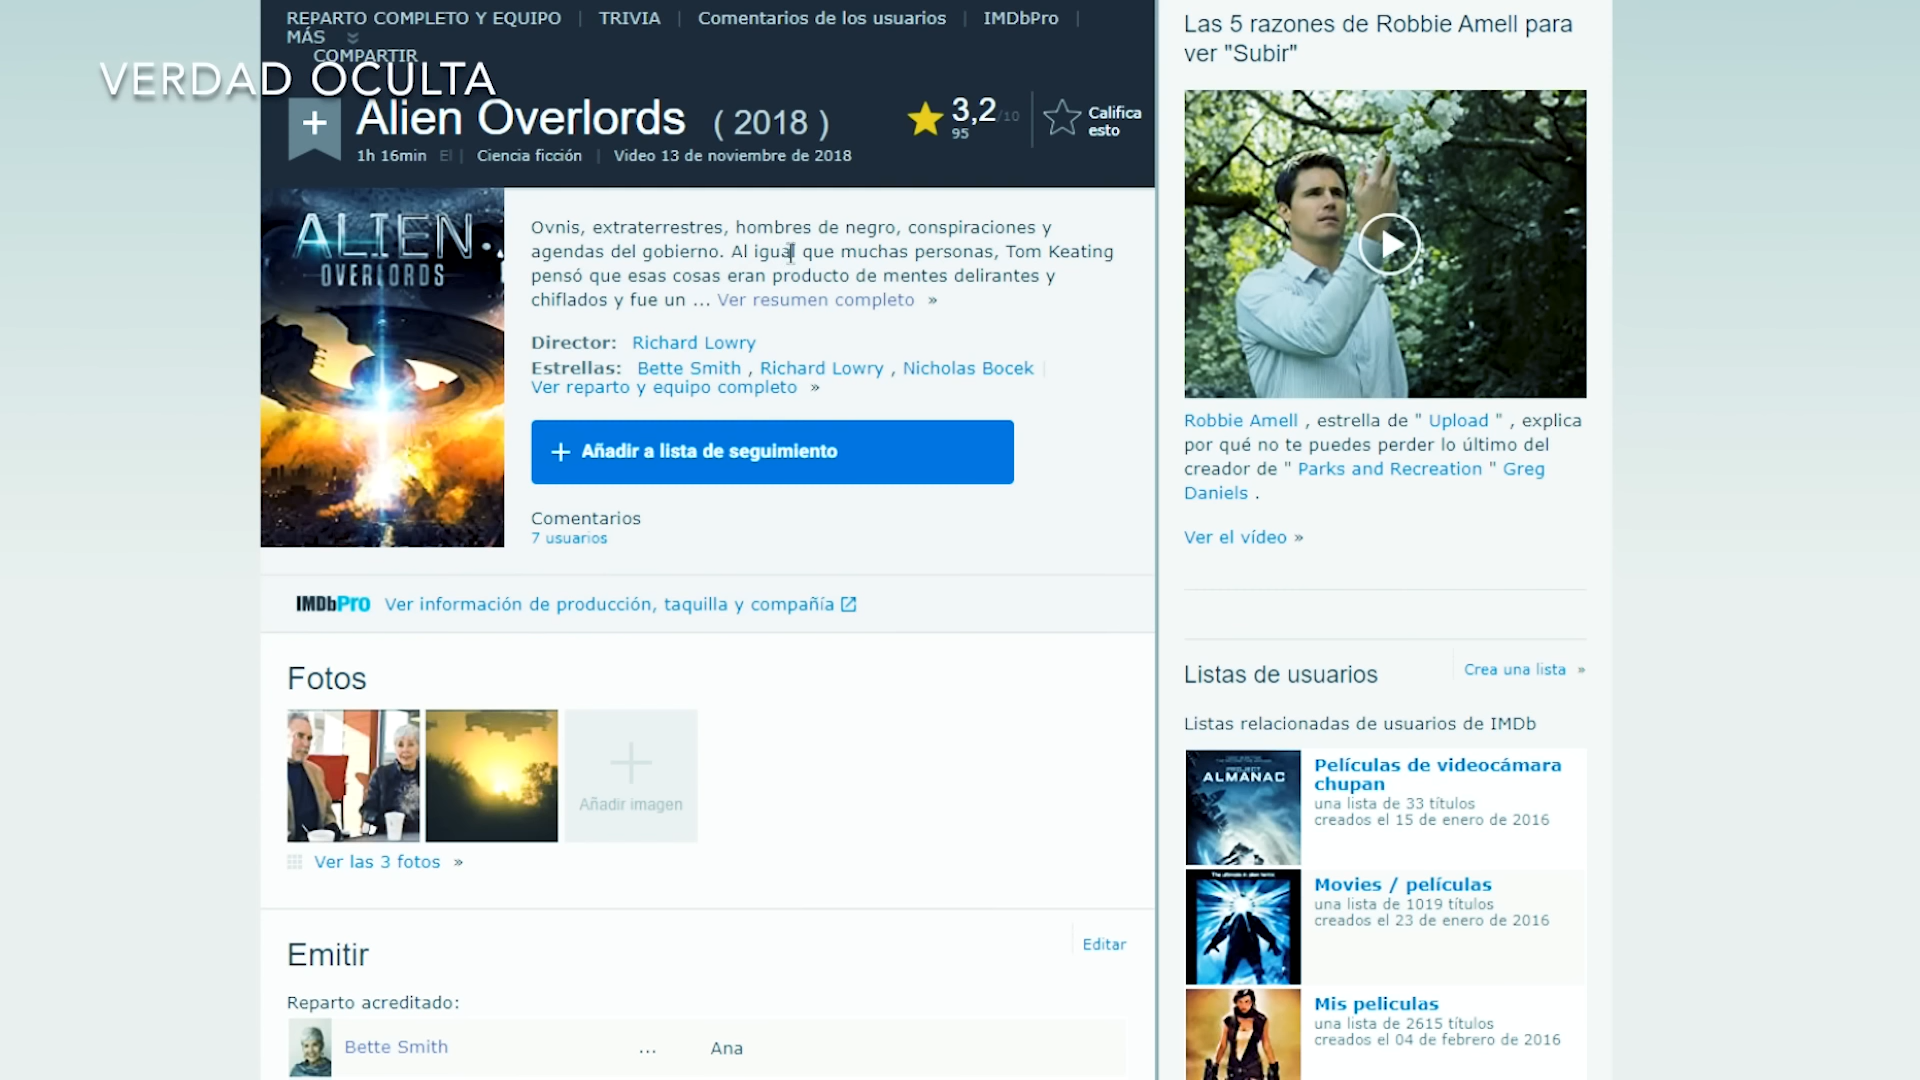 REPARTO COMPLETO Y EQUIPO | TRIVIA | Comentarios de los usuarios | IMDbPro |
MÁS
COMPARTIR
VERDAD OCULTA
+ Alien Overlords ( 2018 )
3,2/10
95
Califica
esto
1h 16min El | Ciencia ficción | Video 13 de noviembre de 2018
ALIEN
OVERLORDS
Ovnis, extraterrestres, hombres de negro, conspiraciones y
agendas del gobierno. Al igual que muchas personas, Tom Keating
pensó que esas cosas eran producto de mentes delirantes y
chiflados y fue un ... Ver resumen completo »
Director: Richard Lowry
Estrellas: Bette Smith , Richard Lowry , Nicholas Bocek |
Ver reparto y equipo completo »
+ Añadir a lista de seguimiento
Comentarios
7 usuarios
IMDbPro Ver información de producción, taquilla y compañía
Fotos
Añadir imagen
Ver las 3 fotos »
Emitir
Editar
Reparto acreditado:
Bette Smith ... Ana
Las 5 razones de Robbie Amell para
ver "Subir"
Robbie Amell , estrella de " Upload " , explica
por qué no te puedes perder lo último del
creador de " Parks and Recreation " Greg
Daniels .
Ver el vídeo »
Listas de usuarios
Crea una lista »
Listas relacionadas de usuarios de IMDb
PROJECT
ALMANAC
Películas de videocámara
chupan
una lista de 33 títulos
creados el 15 de enero de 2016
Movies / películas
una lista de 1019 títulos
creados el 23 de enero de 2016
Mis peliculas
una lista de 2615 títulos
creados el 04 de febrero de 2016